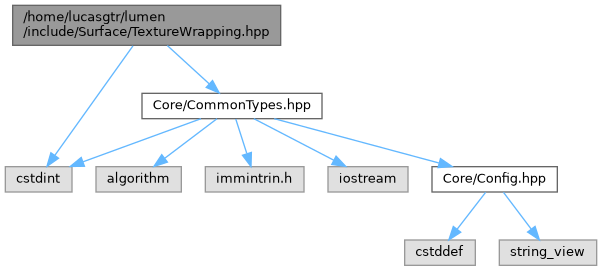 /home/lucasgtr/lumen
/include/Surface/TextureWrapping.hpp
Core/CommonTypes.hpp
cstdint
algorithm
immintrin.h
iostream
Core/Config.hpp
cstddef
string_view